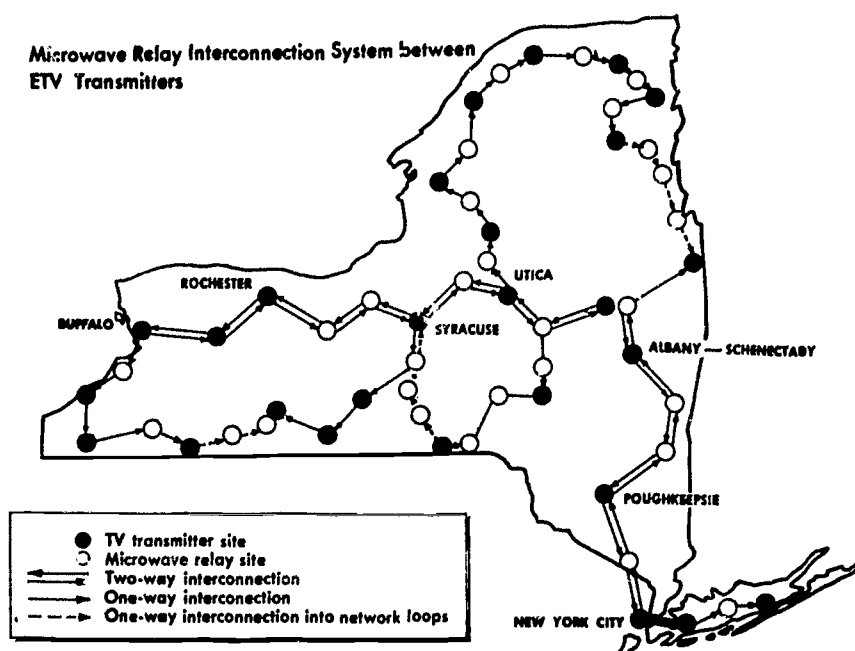 Microwave Relay Interconnection System between
ETV Transmitters
UTICA
ROCHESTER
BUFFALO
SYRACUSE
ALBANY — SCHENECTABY
POUGHKEEPSIE
NEW YORK CITY
TV transmitter site
Microwave relay site
Two-way interconnection
One-way interconection
One-way interconnection into network loops